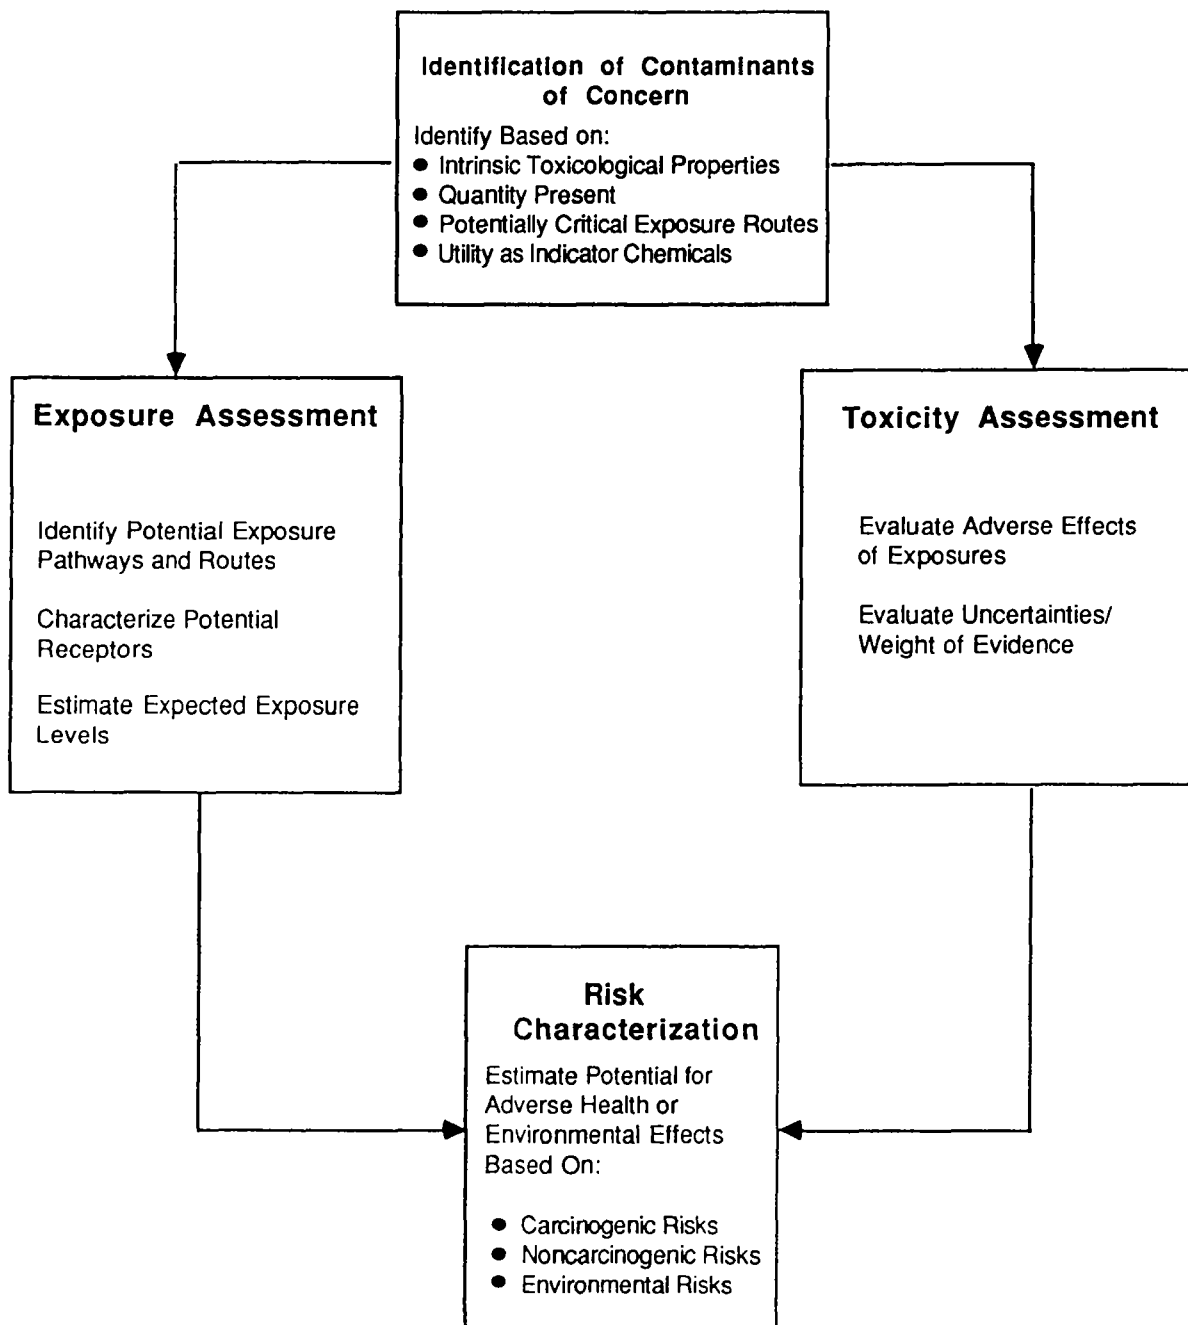 Identification of Contaminants
of Concern
Identify Based on:
● Intrinsic Toxicological Properties
● Quantity Present
● Potentially Critical Exposure Routes
● Utility as Indicator Chemicals
Exposure Assessment
Identify Potential Exposure
Pathways and Routes
Characterize Potential
Receptors
Estimate Expected Exposure
Levels
Toxicity Assessment
Evaluate Adverse Effects
of Exposures
Evaluate Uncertainties/
Weight of Evidence
Risk
Characterization
Estimate Potential for
Adverse Health or
Environmental Effects
Based On:
● Carcinogenic Risks
● Noncarcinogenic Risks
● Environmental Risks